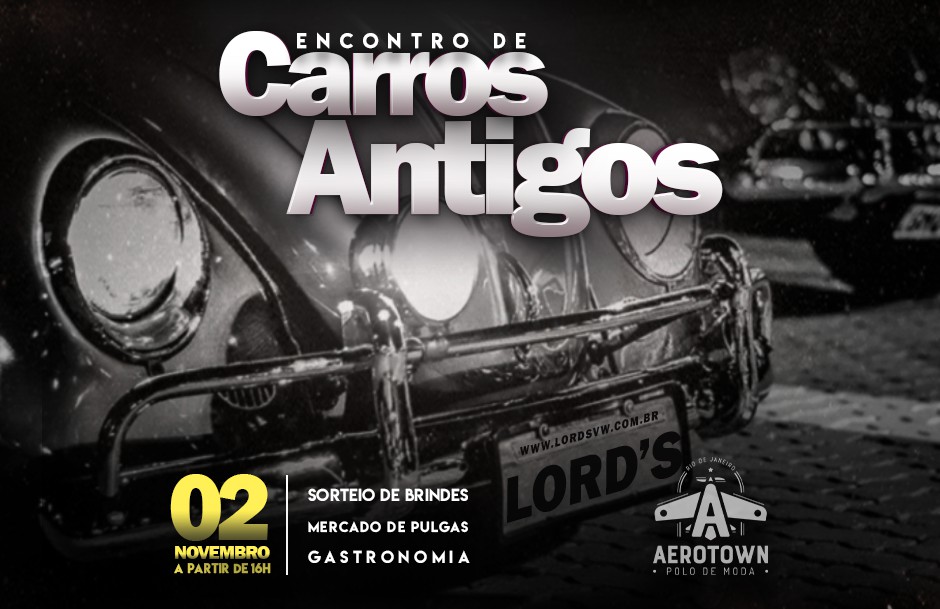 ENCONTRO DE
Carros
Antigos
WWW.LORDSVW.COM.BR
LORD'S
02
NOVEMBRO
A PARTIR DE 16H
SORTEIO DE BRINDES
MERCADO DE PULGAS
GASTRONOMIA
RIO DE JANEIRO
A
AEROTOWN
• POLO DE MODA •